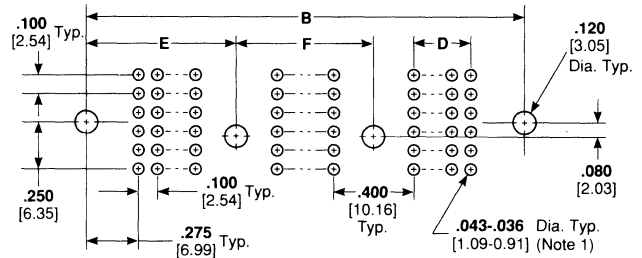 B
.100
[2.54] Typ.
E
F
D
.120
[3.05]
Dia. Typ.
.250
[6.35]
.100
[2.54] Typ.
.400
[10.16]
Typ.
.080
[2.03]
.275
[6.99] Typ.
.043-.036 Dia. Typ.
[1.09-0.91] (Note 1)